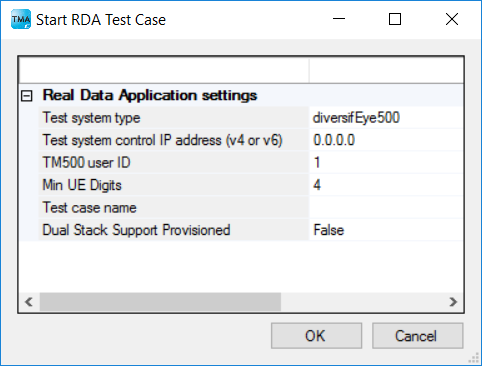 TMA Start RDA Test Case
Real Data Application settings
Test system type diversifEye500
Test system control IP address (v4 or v6) 0.0.0.0
TM500 user ID 1
Min UE Digits 4
Test case name
Dual Stack Support Provisioned False
OK Cancel